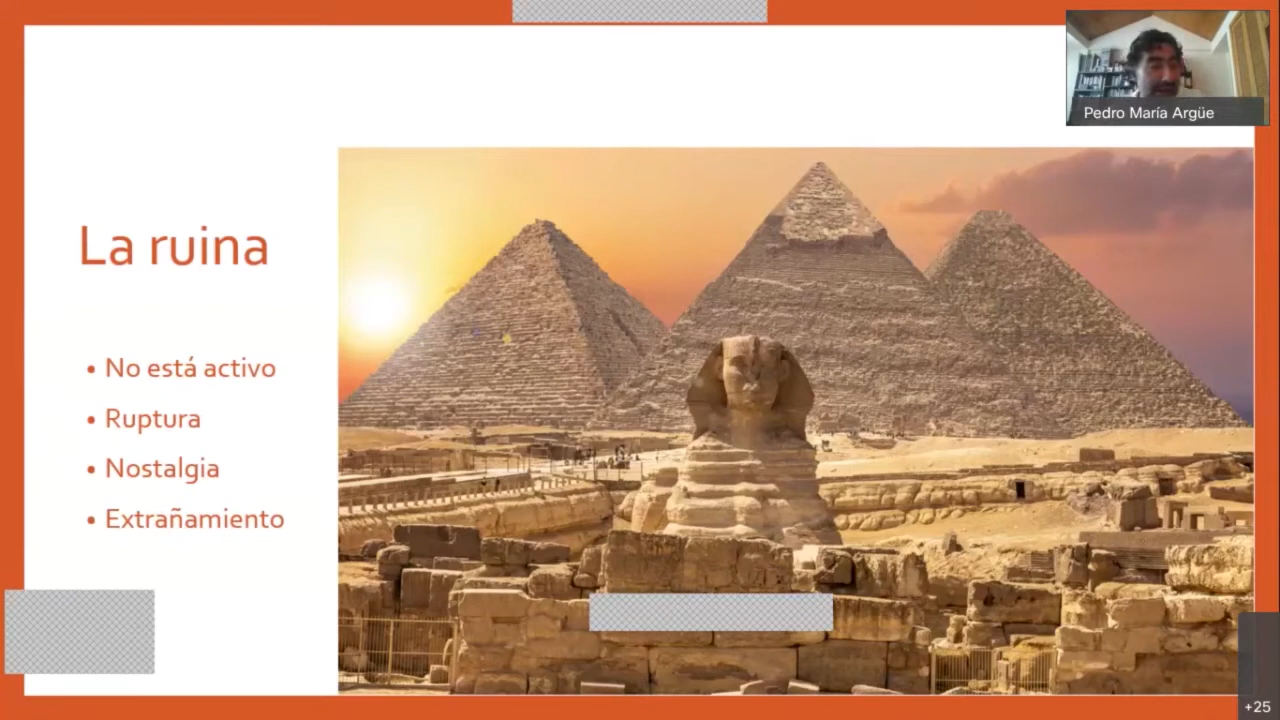 Pedro María Argüe
La ruina
• No está activo
• Ruptura
• Nostalgia
• Extrañamiento
+25